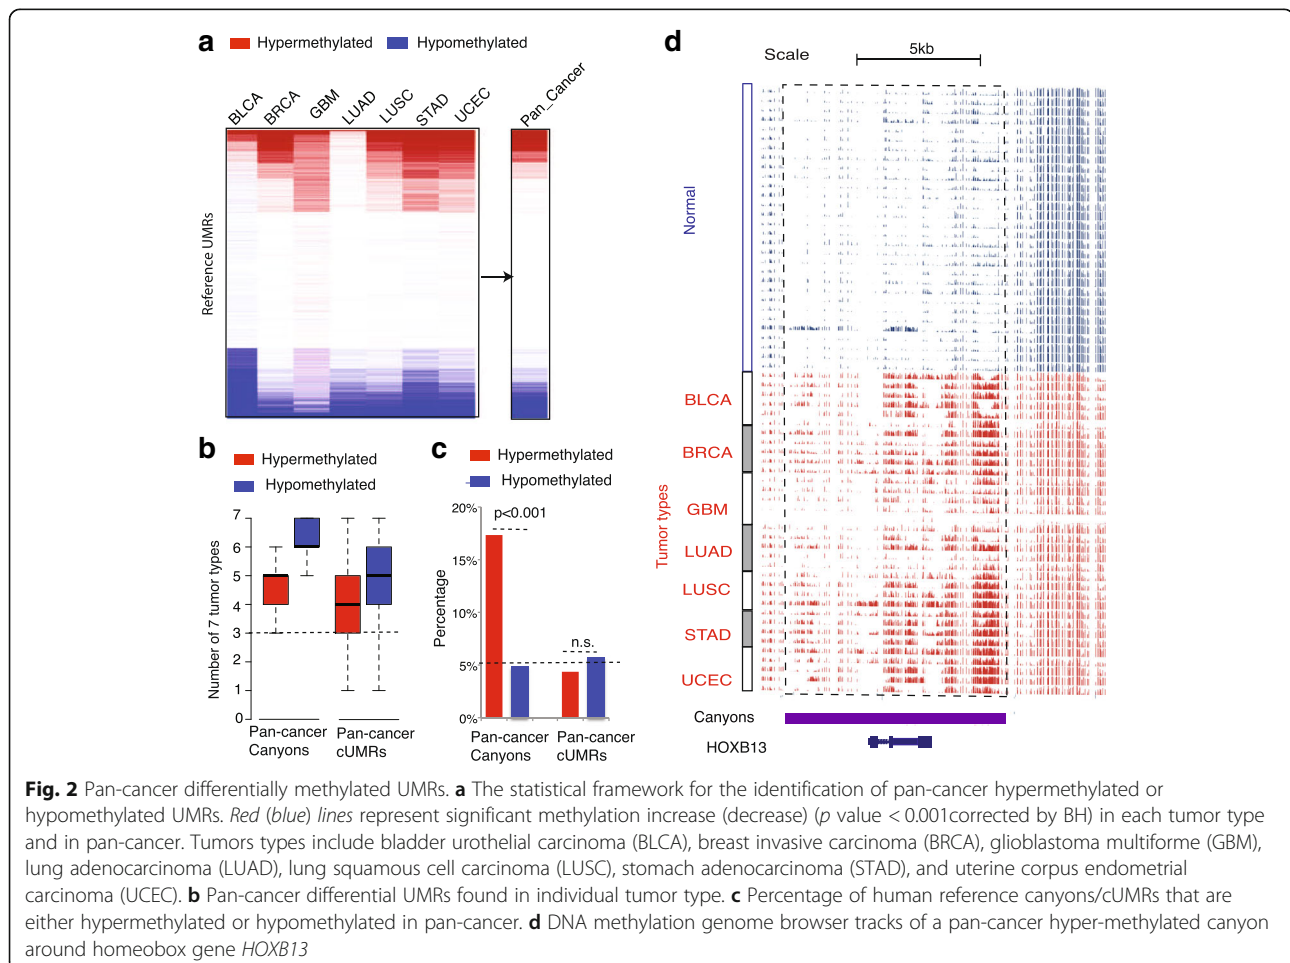 a
Hypermethylated
Hypomethylated
BLCA
BRCA
GBM
LUAD
LUSC
STAD
UCEC
Pan_Cancer
Reference UMRs
b
Hypermethylated
Hypomethylated
Number of 7 tumor types
7
6
5
4
3
2
1
0
Pan-cancer
Canyons
Pan-cancer
cUMRs
c
Hypermethylated
Hypomethylated
Percentage
20%
15%
10%
5%
0%
p<0.001
n.s.
Pan-cancer
Canyons
Pan-cancer
cUMRs
d
Scale
5kb
Normal
Tumor types
BLCA
BRCA
GBM
LUAD
LUSC
STAD
UCEC
Canyons
HOXB13
Fig. 2 Pan-cancer differentially methylated UMRs. a The statistical framework for the identification of pan-cancer hypermethylated or
hypomethylated UMRs. Red (blue) lines represent significant methylation increase (decrease) (p value < 0.001corrected by BH) in each tumor type
and in pan-cancer. Tumors types include bladder urothelial carcinoma (BLCA), breast invasive carcinoma (BRCA), glioblastoma multiforme (GBM),
lung adenocarcinoma (LUAD), lung squamous cell carcinoma (LUSC), stomach adenocarcinoma (STAD), and uterine corpus endometrial
carcinoma (UCEC). b Pan-cancer differential UMRs found in individual tumor type. c Percentage of human reference canyons/cUMRs that are
either hypermethylated or hypomethylated in pan-cancer. d DNA methylation genome browser tracks of a pan-cancer hyper-methylated canyon
around homeobox gene HOXB13